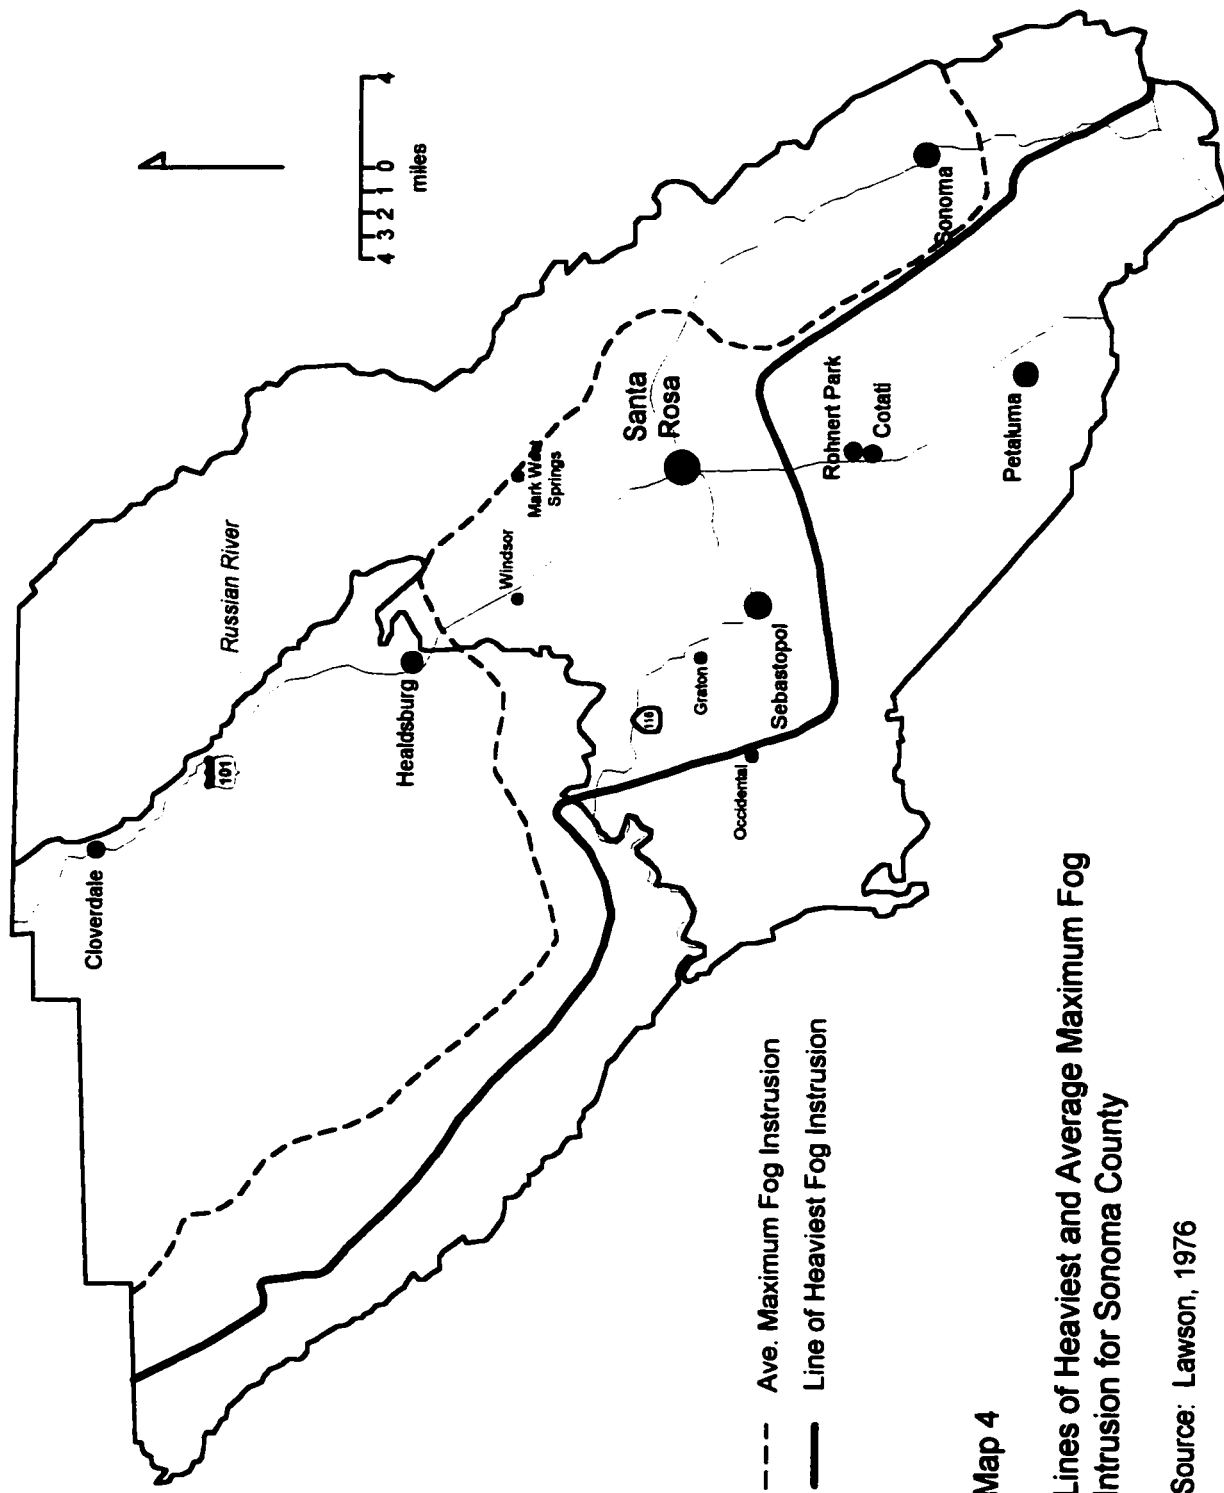 Cloverdale
101
Russian River
Healdsburg
Windsor
Mark West
Springs
Santa
Rosa
116
Graton
Sebastopol
Occidental
Rohnert Park
Cotati
Petaluma
Sonoma
4 3 2 1 0 4
miles
Ave. Maximum Fog Instrusion
Line of Heaviest Fog Instrusion
Map 4
Lines of Heaviest and Average Maximum Fog
Intrusion for Sonoma County
Source: Lawson, 1976